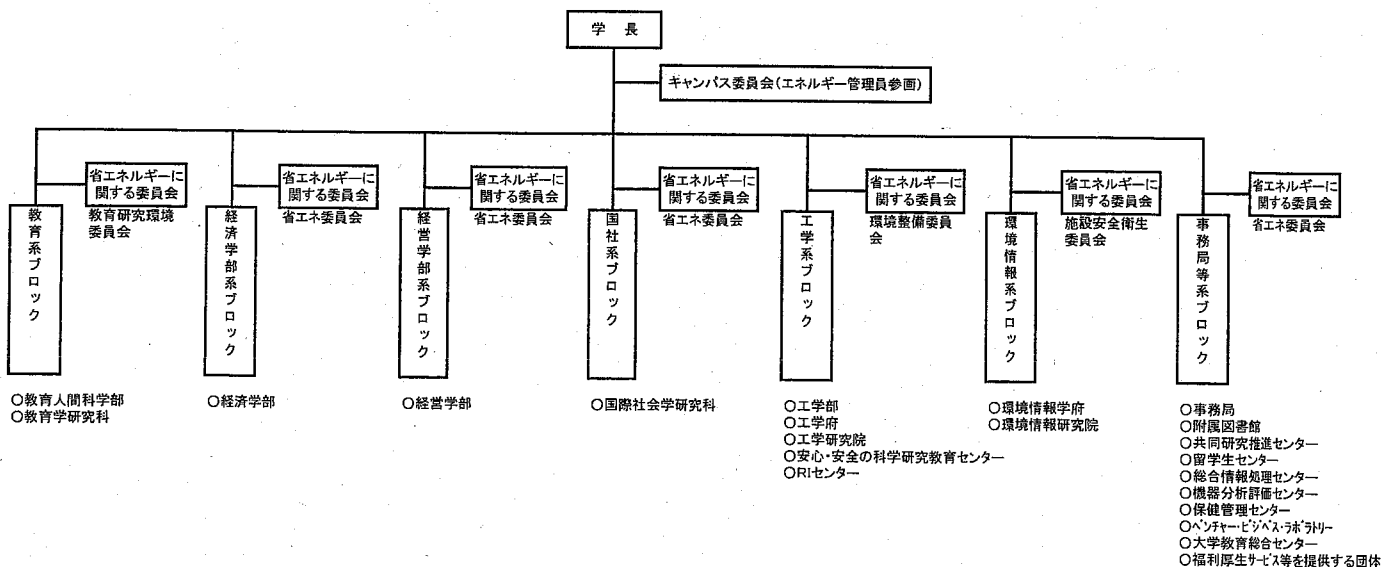 学長
キャンパス委員会(エネルギー管理員参画)
教育系ブロック
省エネルギーに
関する委員会
教育研究環境
委員会
○教育人間科学部
○教育学研究科
経済学部系ブロック
省エネルギーに
関する委員会
省エネ委員会
○経済学部
経営学部系ブロック
省エネルギーに
関する委員会
省エネ委員会
○経営学部
国社系ブロック
省エネルギーに
関する委員会
省エネ委員会
○国際社会学研究科
工学系ブロック
省エネルギーに
関する委員会
環境整備委員
会
○工学部
○工学府
○工学研究院
○安心・安全の科学研究教育センター
○RIセンター
環境情報系ブロック
省エネルギーに
関する委員会
施設安全衛生
委員会
○環境情報学府
○環境情報研究院
事務局等系ブロック
省エネルギーに
関する委員会
省エネ委員会
○事務局
○附属図書館
○共同研究推進センター
○留学生センター
○総合情報処理センター
○機器分析評価センター
○保健管理センター
○ベンチャー・ビジネス・ラボラトリー
○大学教育総合センター
○福利厚生サービス等を提供する団体